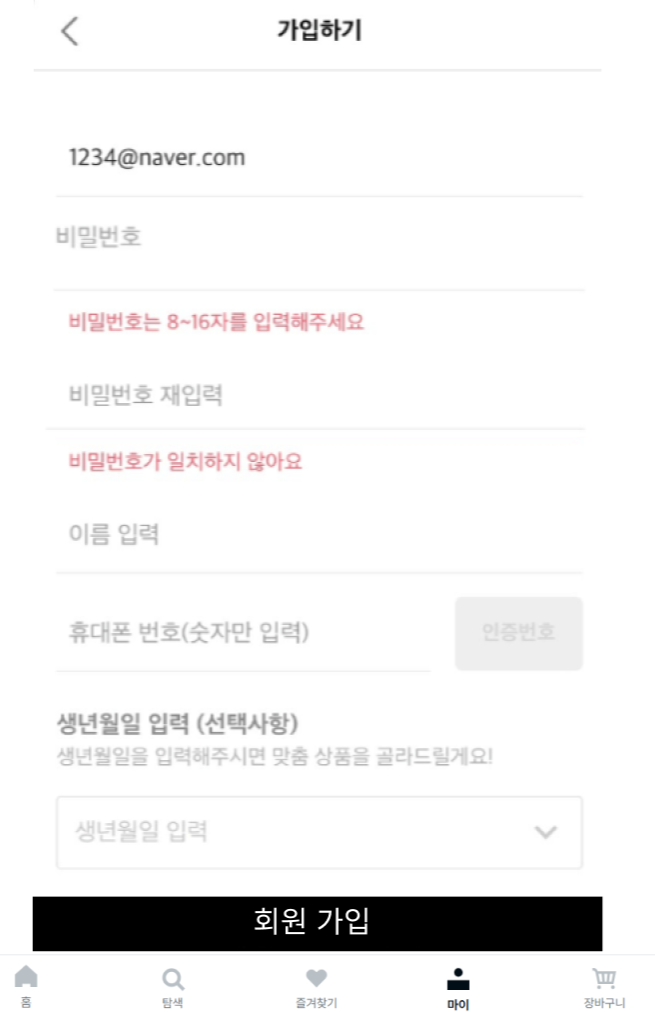 가입하기
1234@naver.com
비밀번호
비밀번호는 8~16자를 입력해주세요
비밀번호 재입력
비밀번호가 일치하지 않아요
이름 입력
휴대폰 번호(숫자만 입력)
인증번호
생년월일 입력 (선택사항)
생년월일을 입력해주시면 맞춤 상품을 골라드릴게요!
생년월일 입력
회원 가입
홈
탐색
즐겨찾기
마이
장바구니